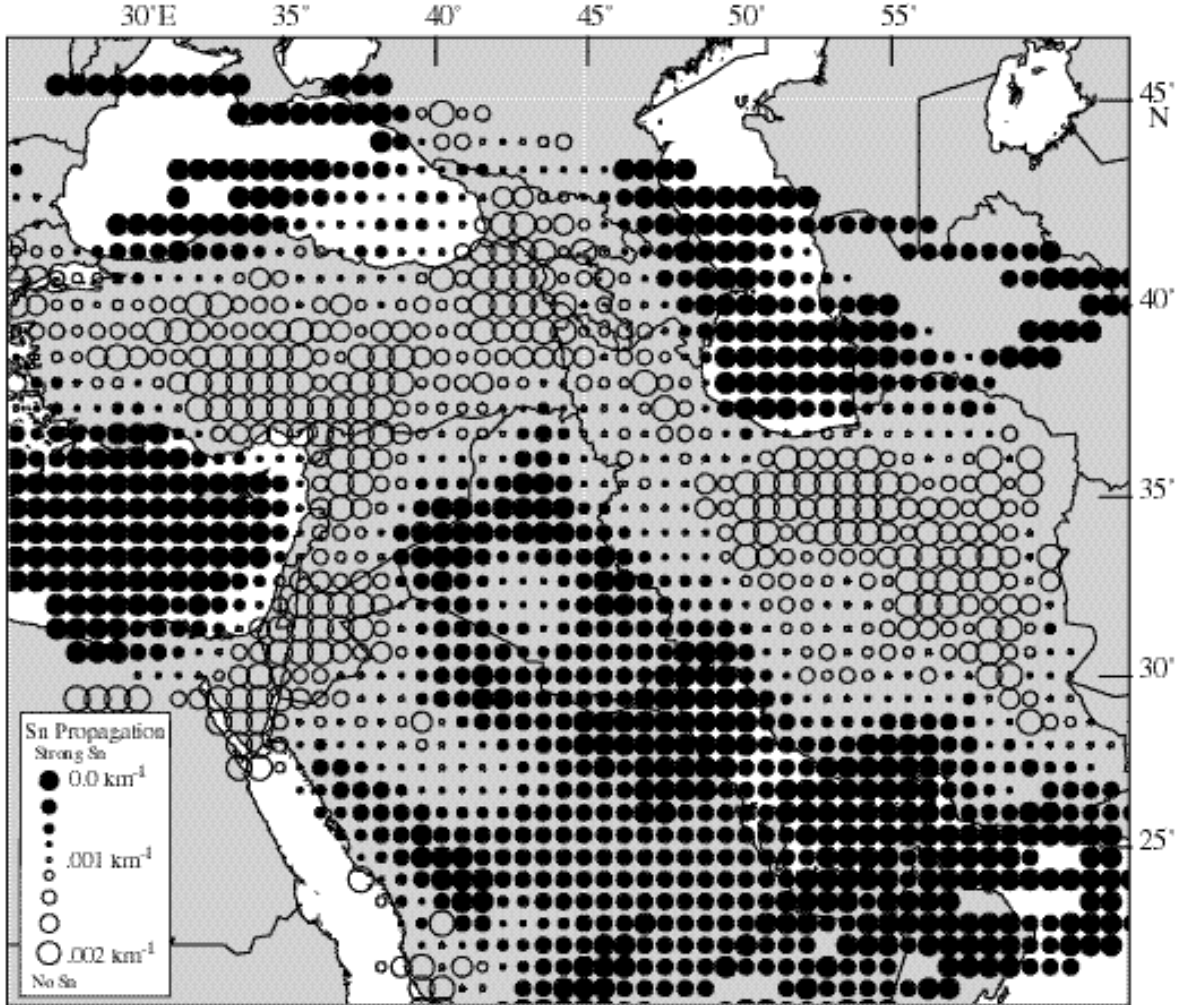 30°E 35° 40° 45° 50° 55°
45°
N
40°
35°
30°
25°
Sn Propagation
Strong Sn
0.0 km⁻¹
.001 km⁻¹
.002 km⁻¹
No Sn